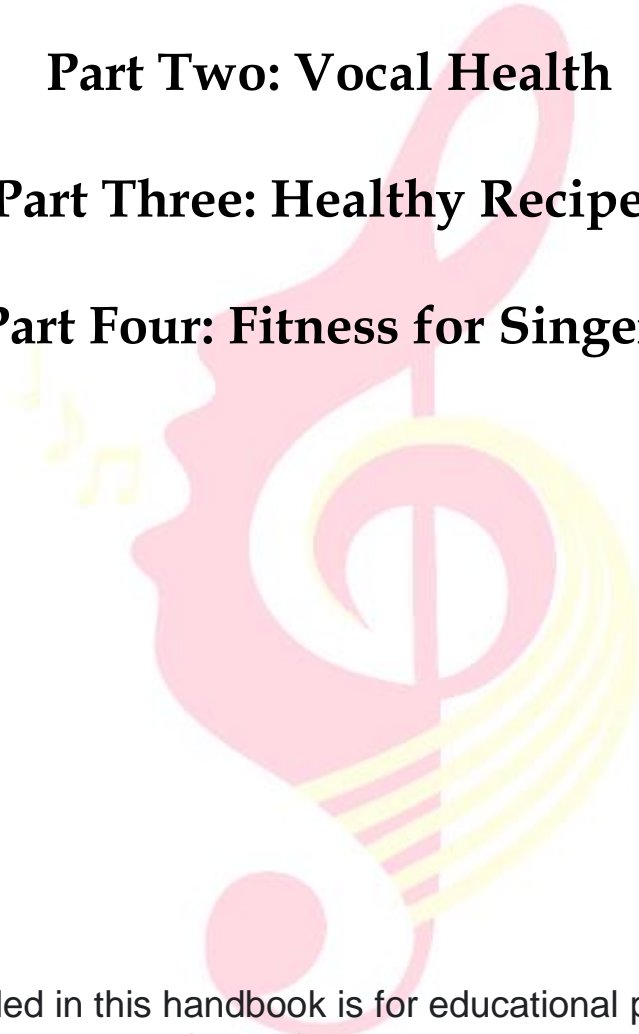 Part Two: Vocal Health
Part Three: Healthy Recipe
Part Four: Fitness for Singer
led in this handbook is for educational p